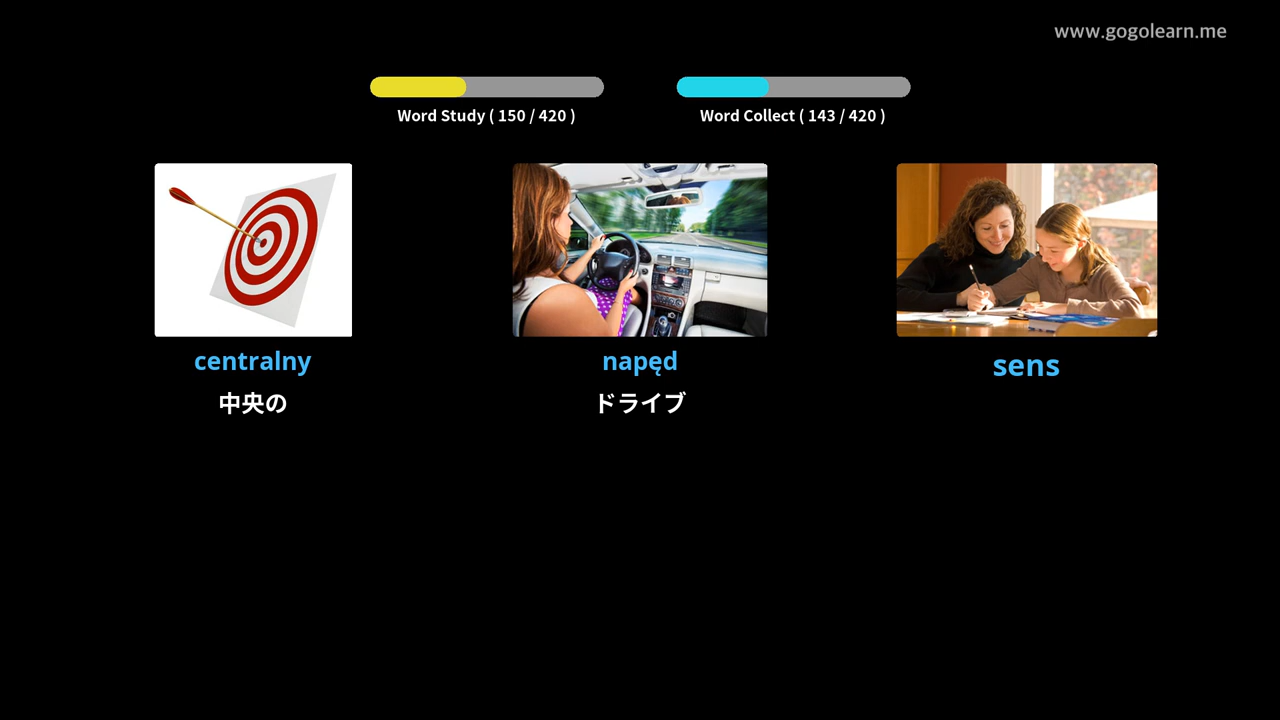 www.gogolearn.me
Word Study ( 150 / 420 )
Word Collect ( 143 / 420 )
centralny
中央の
napęd
ドライブ
sens